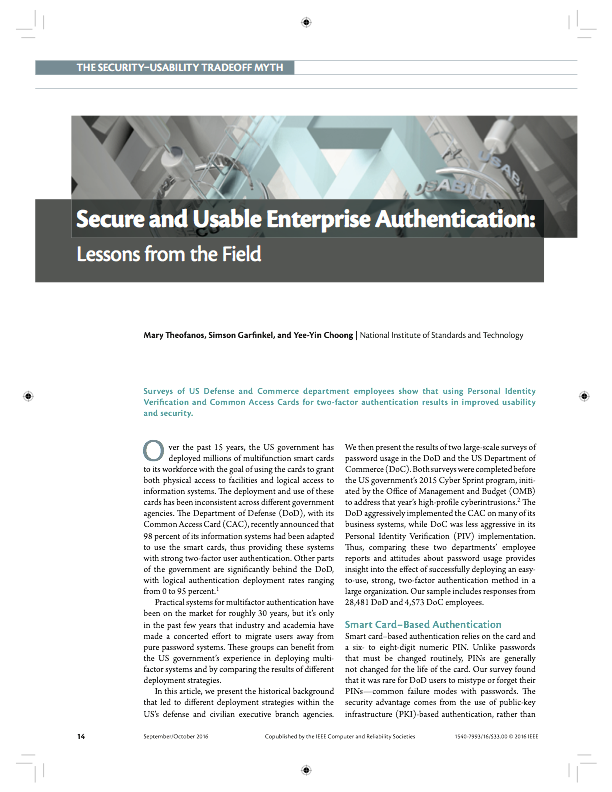 THE SECURITY–USABILITY TRADEOFF MYTH
Secure and Usable Enterprise Authentication:
Lessons from the Field
Mary Theofanos, Simson Garfinkel, and Yee-Yin Choong | National Institute of Standards and Technology
Surveys of US Defense and Commerce department employees show that using Personal Identity
Verification and Common Access Cards for two-factor authentication results in improved usability
and security.
Over the past 15 years, the US government has
deployed millions of multifunction smart cards
to its workforce with the goal of using the cards to grant
both physical access to facilities and logical access to
information systems. The deployment and use of these
cards has been inconsistent across different government
agencies. The Department of Defense (DoD), with its
Common Access Card (CAC), recently announced that
98 percent of its information systems had been adapted
to use the smart cards, thus providing these systems
with strong two-factor user authentication. Other parts
of the government are significantly behind the DoD,
with logical authentication deployment rates ranging
from 0 to 95 percent.1
Practical systems for multifactor authentication have
been on the market for roughly 30 years, but it's only
in the past few years that industry and academia have
made a concerted effort to migrate users away from
pure password systems. These groups can benefit from
the US government's experience in deploying multi-
factor systems and by comparing the results of different
deployment strategies.
In this article, we present the historical background
that led to different deployment strategies within the
US's defense and civilian executive branch agencies.
We then present the results of two large-scale surveys of
password usage in the DoD and the US Department of
Commerce (DoC). Both surveys were completed before
the US government's 2015 Cyber Sprint program, initi-
ated by the Office of Management and Budget (OMB)
to address that year's high-profile cyberintrusions.2 The
DoD aggressively implemented the CAC on many of its
business systems, while DoC was less aggressive in its
Personal Identity Verification (PIV) implementation.
Thus, comparing these two departments' employee
reports and attitudes about password usage provides
insight into the effect of successfully deploying an easy-
to-use, strong, two-factor authentication method in a
large organization. Our sample includes responses from
28,481 DoD and 4,573 DoC employees.
Smart Card–Based Authentication
Smart card–based authentication relies on the card and
a six- to eight-digit numeric PIN. Unlike passwords
that must be changed routinely, PINs are generally
not changed for the life of the card. Our survey found
that it was rare for DoD users to mistype or forget their
PINs—common failure modes with passwords. The
security advantage comes from the use of public-key
infrastructure (PKI)-based authentication, rather than
14
September/October 2016
Copublished by the IEEE Computer and Reliability Societies
1540-7993/16/$33.00 © 2016 IEEE